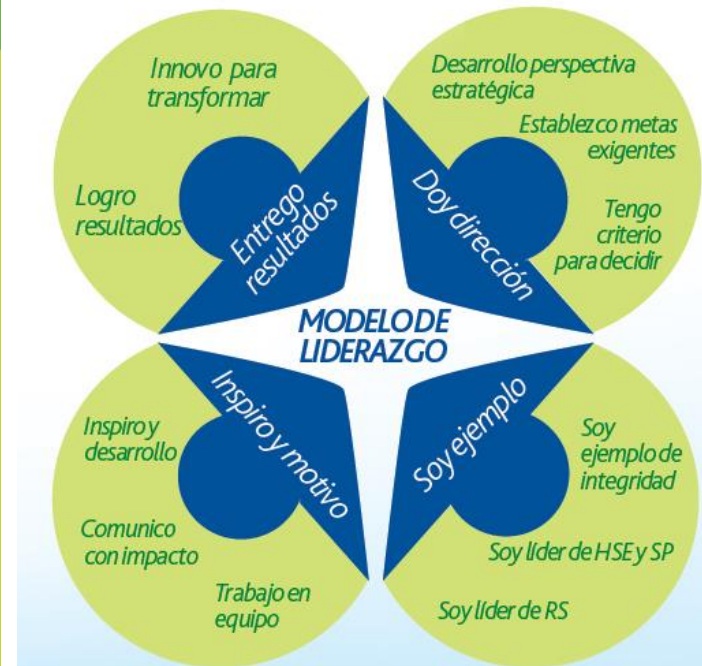 Innovo para
transformar
Logro
resultados
Entrego
resultados
Desarrollo perspectiva
estratégica
Establezco metas
exigentes
Tengo
criterio
para decidir
Doy dirección
MODELO DE
LIDERAZGO
Inspiro y
desarrollo
Comunico
con impacto
Trabajo en
equipo
Inspiro y motivo
Soy ejemplo
Soy
ejemplo de
integridad
Soy líder de HSE y SP
Soy líder de RS